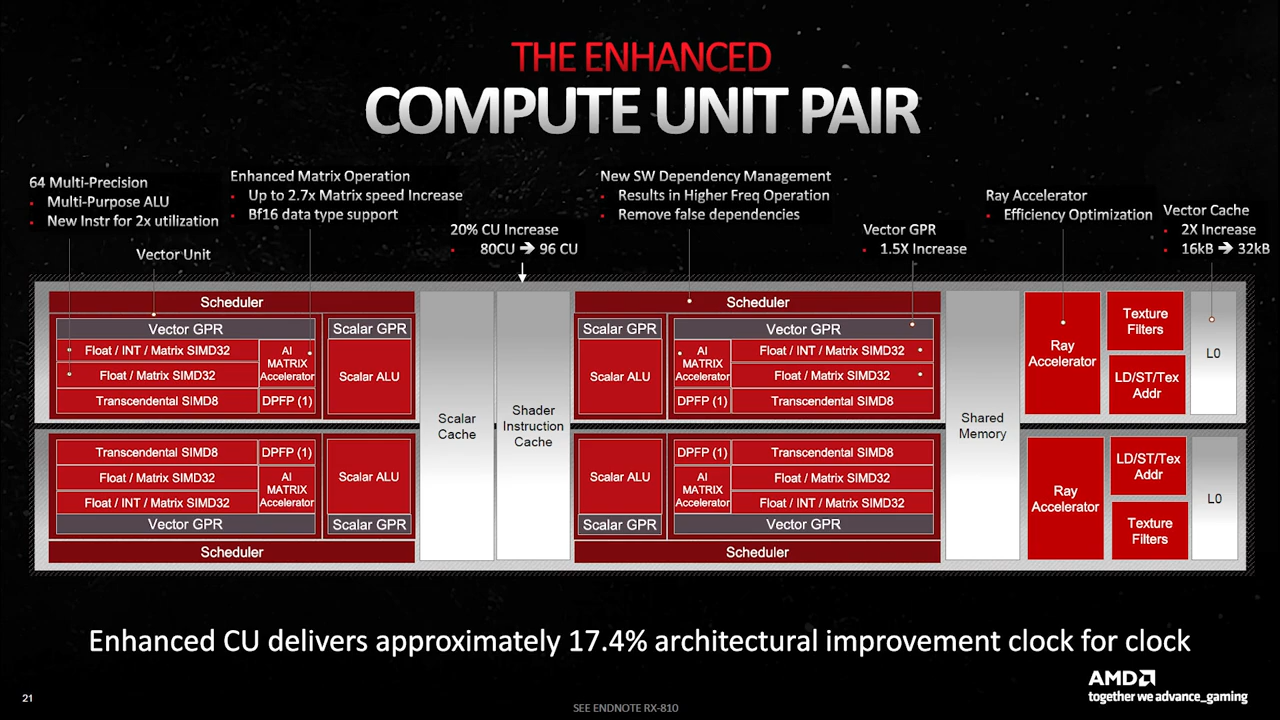 THE ENHANCED
COMPUTE UNIT PAIR
64 Multi-Precision
• Multi-Purpose ALU
• New Instr for 2x utilization
Vector Unit
Enhanced Matrix Operation
• Up to 2.7x Matrix speed Increase
• Bf16 data type support
20% CU Increase
• 80CU → 96 CU
New SW Dependency Management
• Results in Higher Freq Operation
• Remove false dependencies
Vector GPR
• 1.5X Increase
Ray Accelerator
• Efficiency Optimization
Vector Cache
• 2X Increase
• 16kB → 32kB
Scheduler
Vector GPR
Scalar GPR
Float / INT / Matrix SIMD32
Float / Matrix SIMD32
Transcendental SIMD8
AI
MATRIX
Accelerator
DPFP (1)
Scalar ALU
Transcendental SIMD8
DPFP (1)
Float / Matrix SIMD32
Float / INT / Matrix SIMD32
AI
MATRIX
Accelerator
Scalar ALU
Vector GPR
Scalar GPR
Scheduler
Scalar
Cache
Shader
Instruction
Cache
Scheduler
Scalar GPR
Vector GPR
Scalar ALU
AI
MATRIX
Accelerator
DPFP (1)
Float / INT / Matrix SIMD32
Float / Matrix SIMD32
Transcendental SIMD8
Scalar ALU
DPFP (1)
AI
MATRIX
Accelerator
Transcendental SIMD8
Float / Matrix SIMD32
Float / INT / Matrix SIMD32
Scalar GPR
Vector GPR
Scheduler
Shared
Memory
Ray
Accelerator
Texture
Filters
LD/ST/Tex
Addr
L0
Ray
Accelerator
LD/ST/Tex
Addr
Texture
Filters
L0
Enhanced CU delivers approximately 17.4% architectural improvement clock for clock
AMD
together we advance_gaming
21
SEE ENDNOTE RX-810